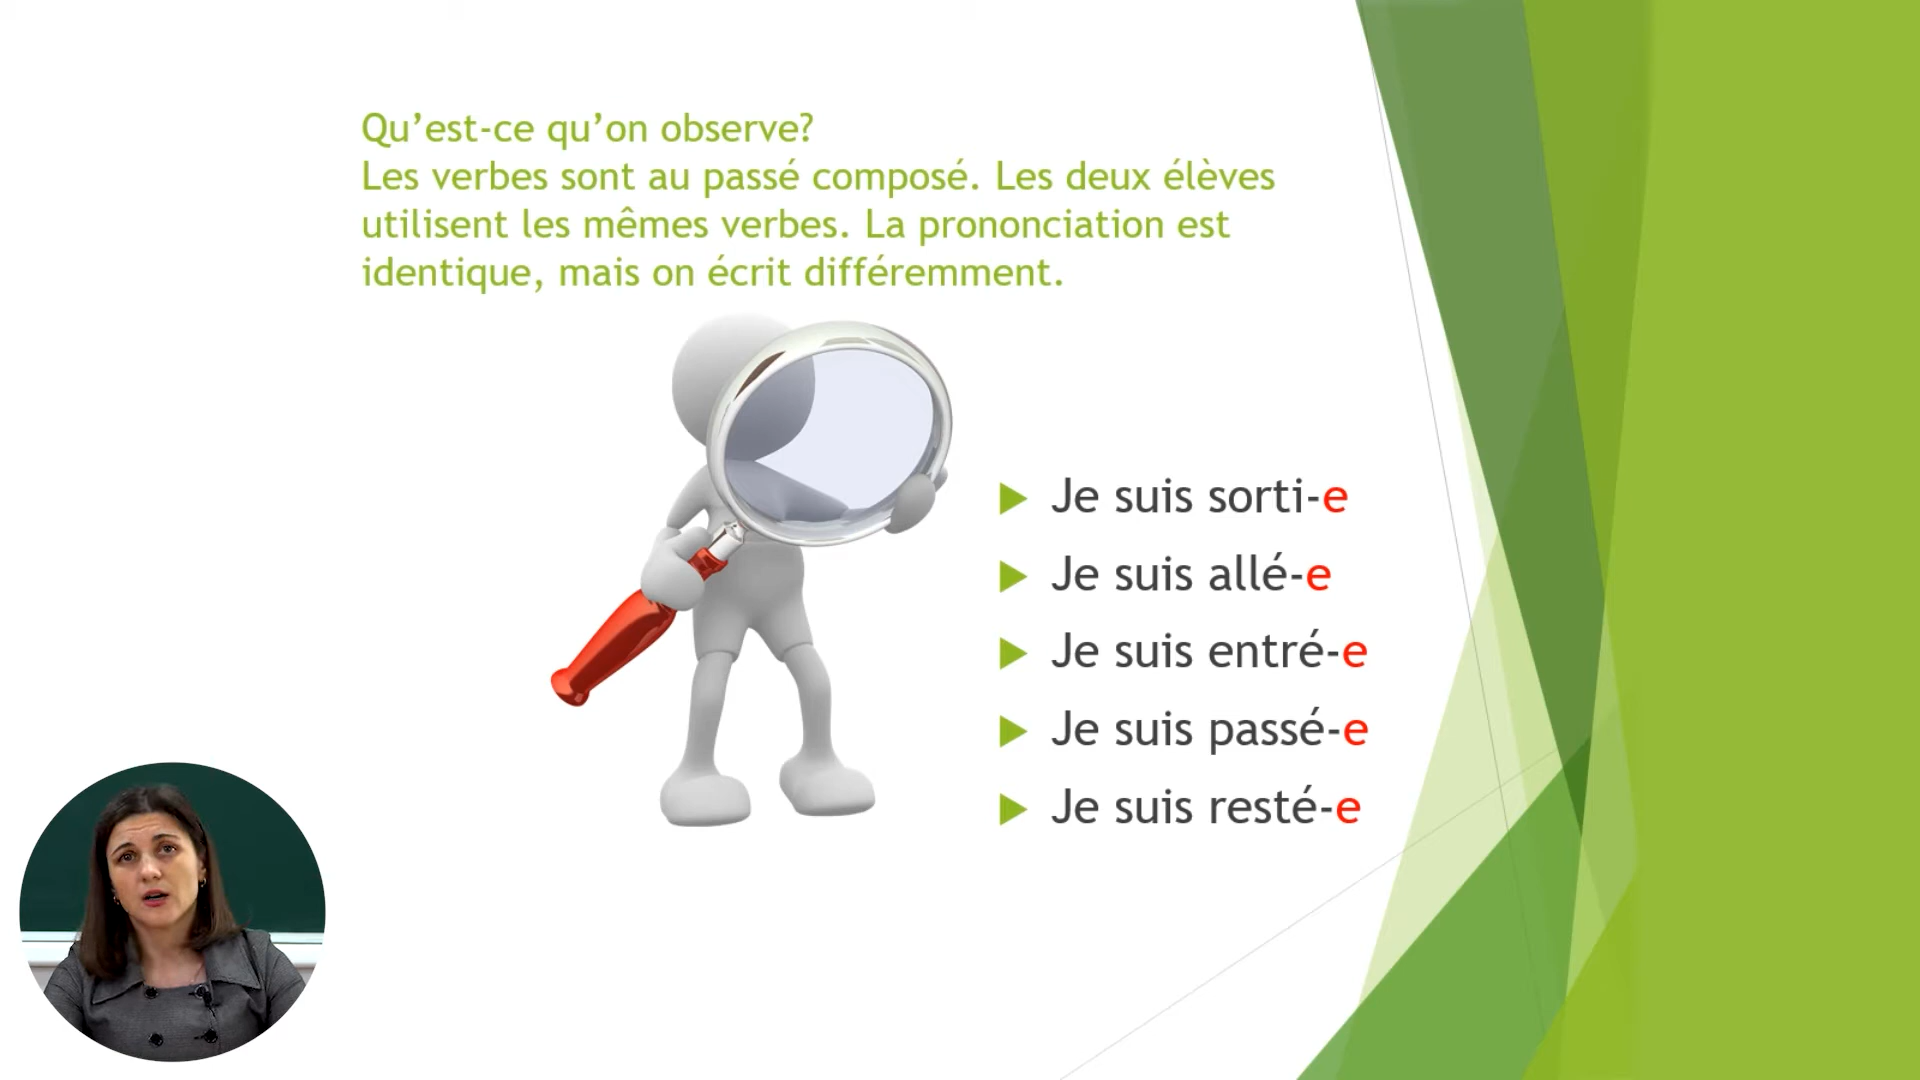 Qu’est-ce qu’on observe?
Les verbes sont au passé composé. Les deux élèves
utilisent les mêmes verbes. La prononciation est
identique, mais on écrit différemment.
Je suis sorti-e
Je suis allé-e
Je suis entré-e
Je suis passé-e
Je suis resté-e